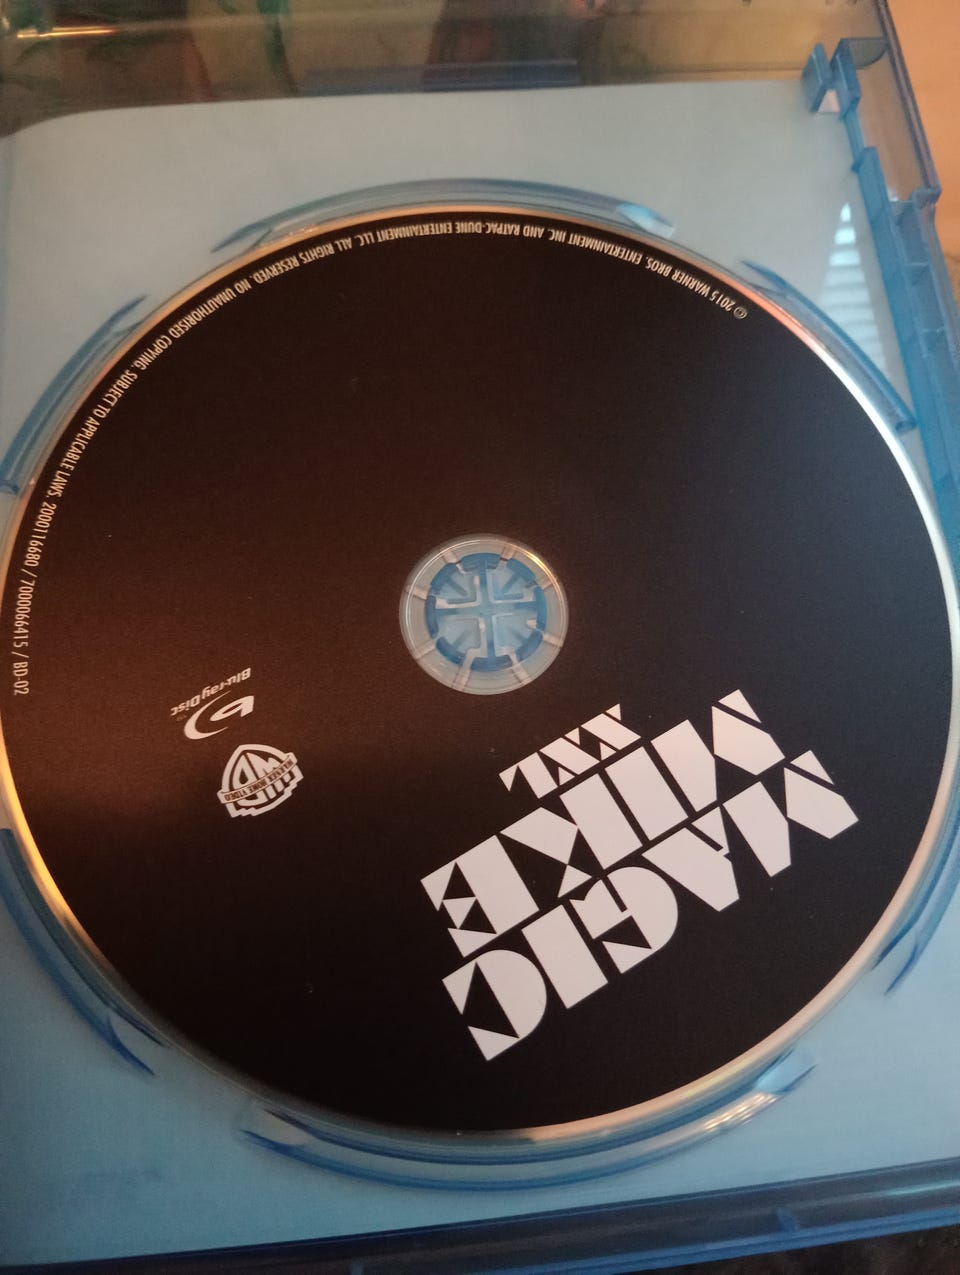 MAGIC
MIKE
XXL
WARNER HOME VIDEO
Blu-ray Disc
© 2015 WARNER BROS. ENTERTAINMENT INC. AND RATPAC-DUNE ENTERTAINMENT LLC. ALL RIGHTS RESERVED. NO UNAUTHORISED COPYING. SUBJECT TO APPLICABLE LAWS. 2000116680 / 7000066415 / BD-02